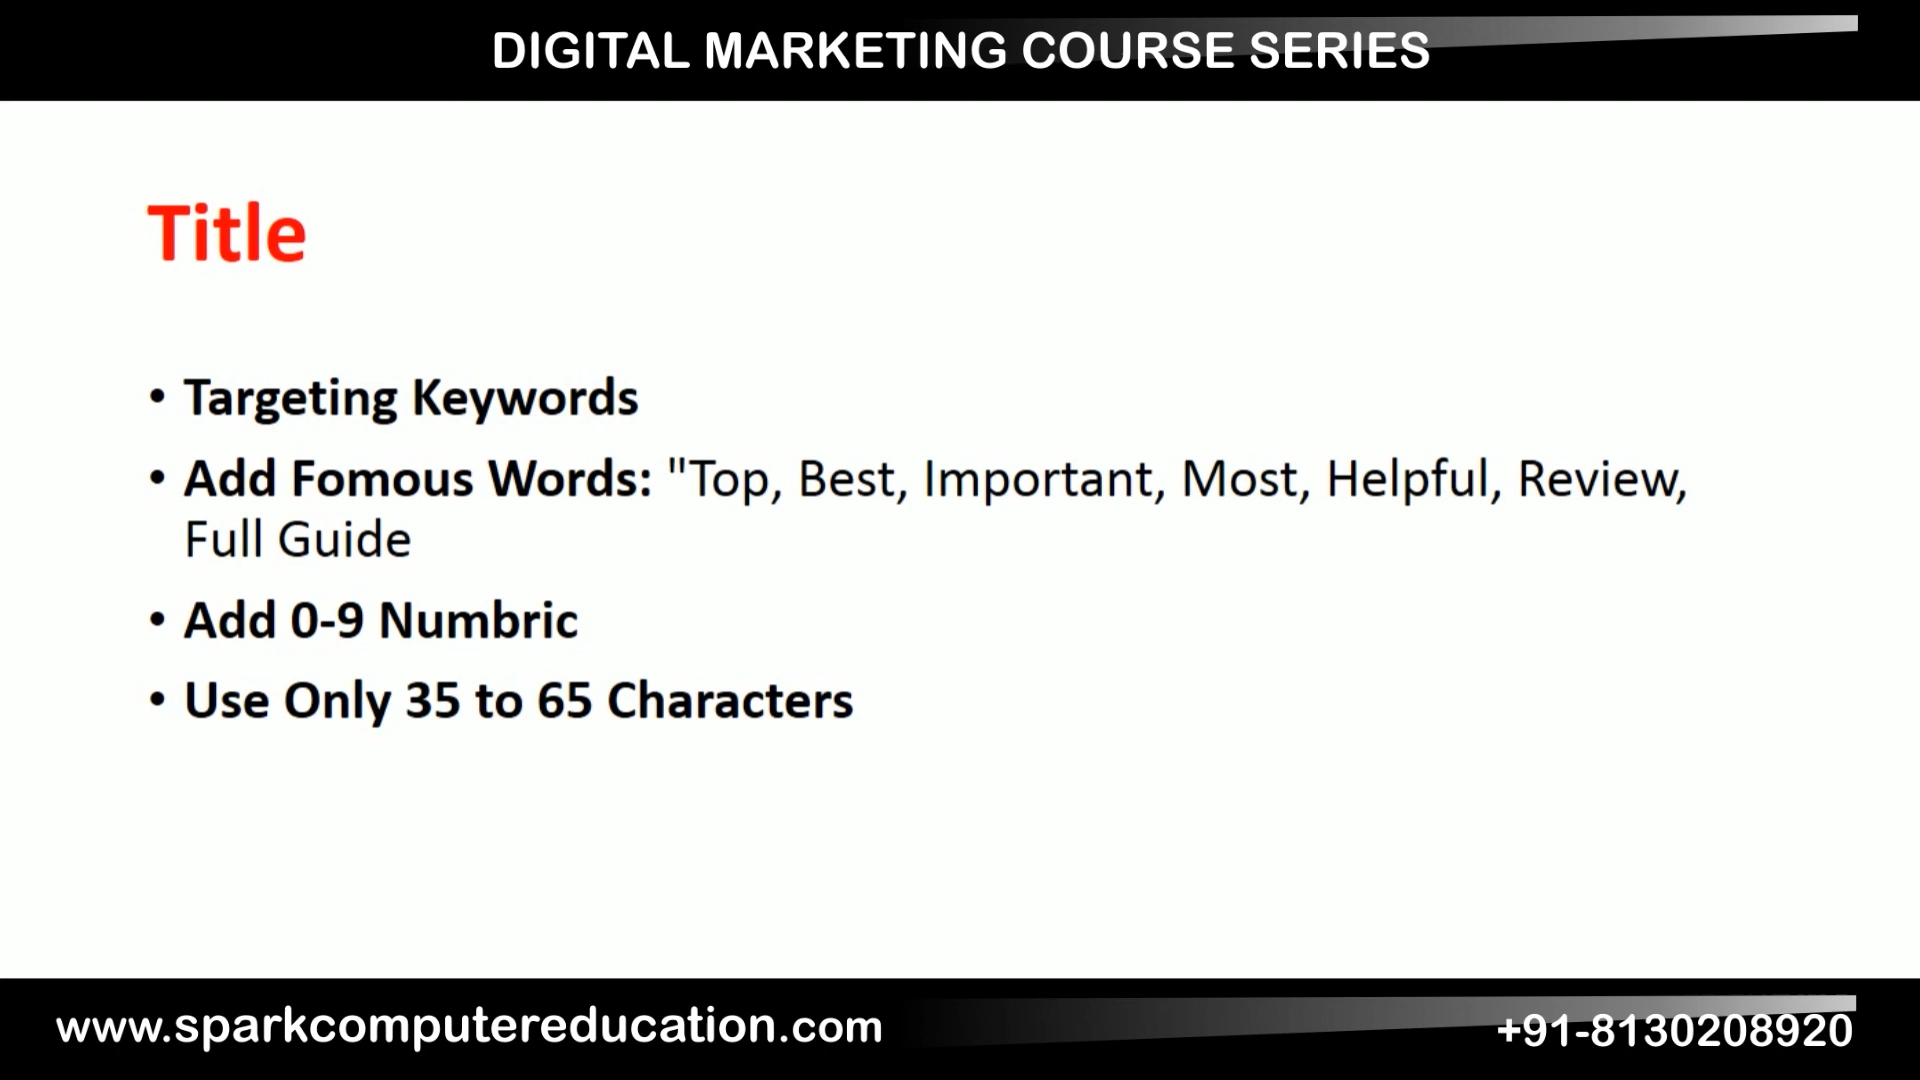 DIGITAL MARKETING COURSE SERIES
Title
• Targeting Keywords
• Add Fomous Words: "Top, Best, Important, Most, Helpful, Review,
Full Guide
• Add 0-9 Numbric
• Use Only 35 to 65 Characters
www.sparkcomputereducation.com
+91-8130208920